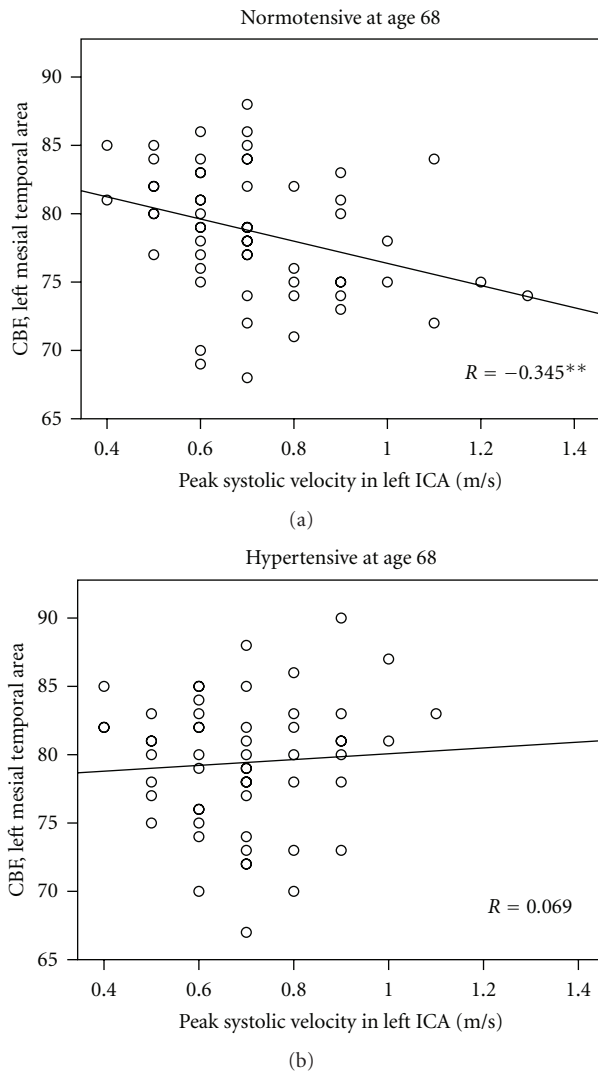 Normotensive at age 68
90
85
80
75
70
65
CBF, left mesial temporal area
R = −0.345**
0.4 0.6 0.8 1 1.2 1.4
Peak systolic velocity in left ICA (m/s)
(a)
Hypertensive at age 68
90
85
80
75
70
65
CBF, left mesial temporal area
R = 0.069
0.4 0.6 0.8 1 1.2 1.4
Peak systolic velocity in left ICA (m/s)
(b)